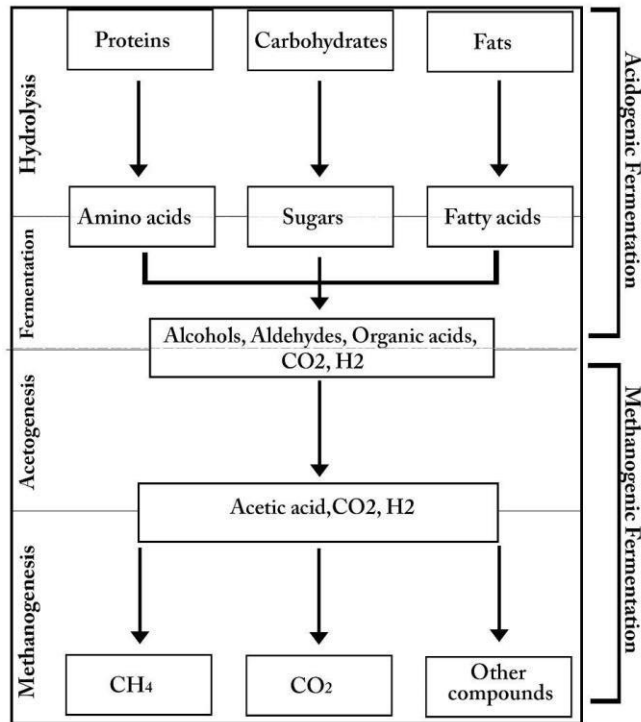 Proteins
Carbohydrates
Fats
Hydrolysis
Acidogenic Fermentation
Amino acids
Sugars
Fatty acids
Fermentation
Alcohols, Aldehydes, Organic acids,
CO2, H2
Acetogenesis
Methanogenic Fermentation
Acetic acid,CO2, H2
Methanogenesis
CH4
CO2
Other
compounds